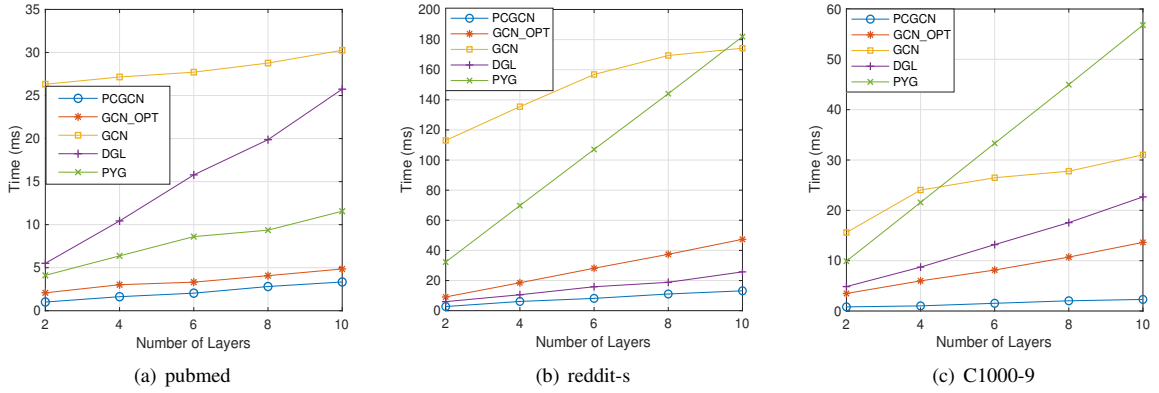 35
30
25
20
15
10
5
0
Time (ms)
PCGCN
GCN_OPT
GCN
DGL
PYG
2 4 6 8 10
Number of Layers
(a) pubmed
200
180
160
140
120
100
80
60
40
20
0
Time (ms)
PCGCN
GCN_OPT
GCN
DGL
PYG
2 4 6 8 10
Number of Layers
(b) reddit-s
60
50
40
30
20
10
0
Time (ms)
PCGCN
GCN_OPT
GCN
DGL
PYG
2 4 6 8 10
Number of Layers
(c) C1000-9